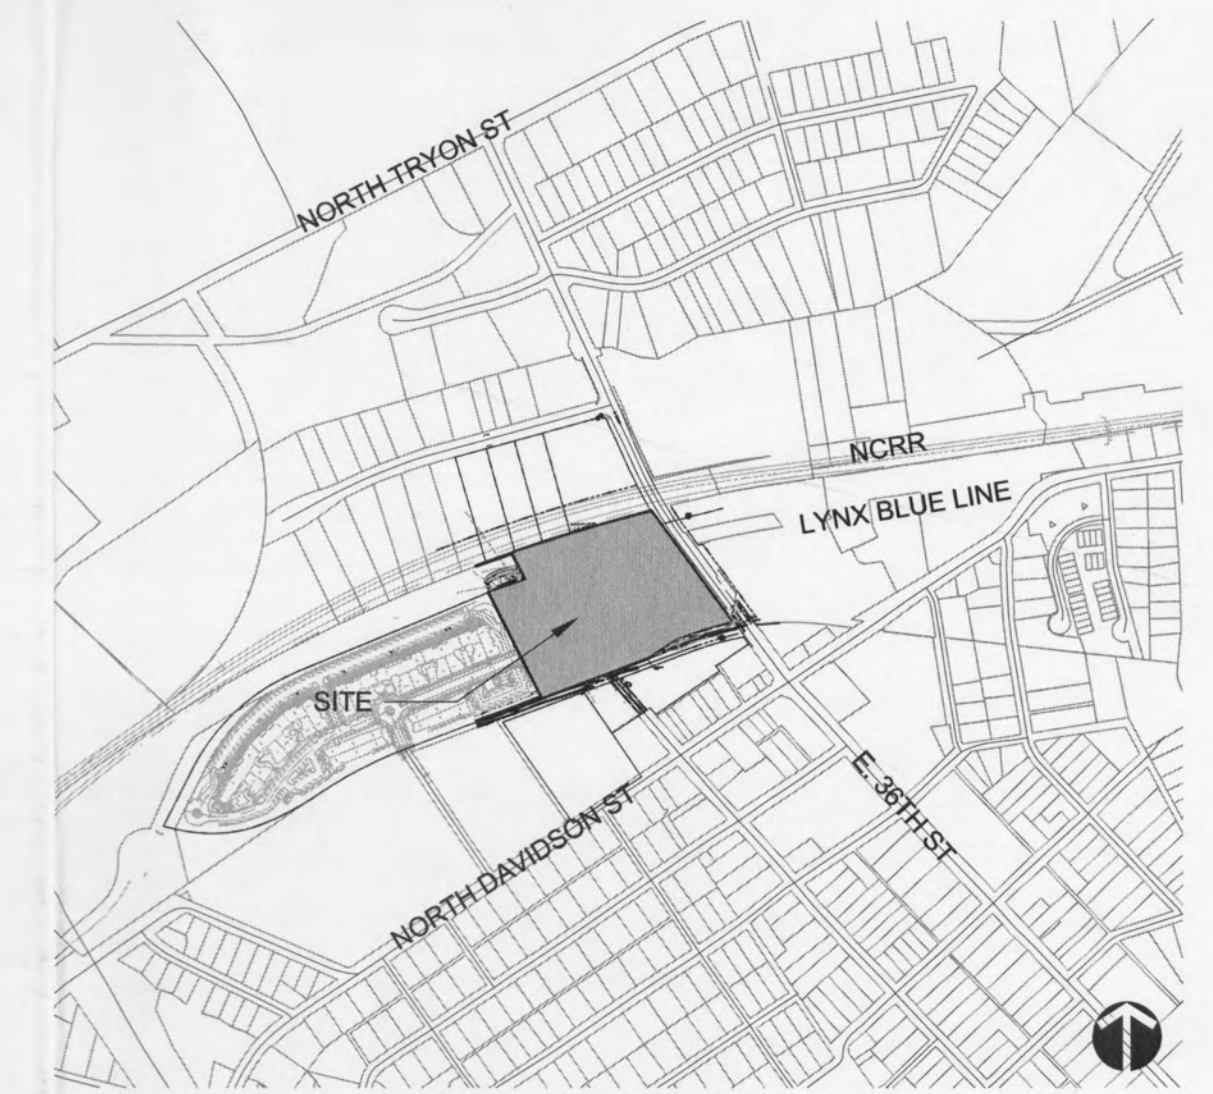 NORTH TRYON ST
NCRR
LYNX BLUE LINE
SITE
E. 36TH ST
NORTH DAVIDSON ST